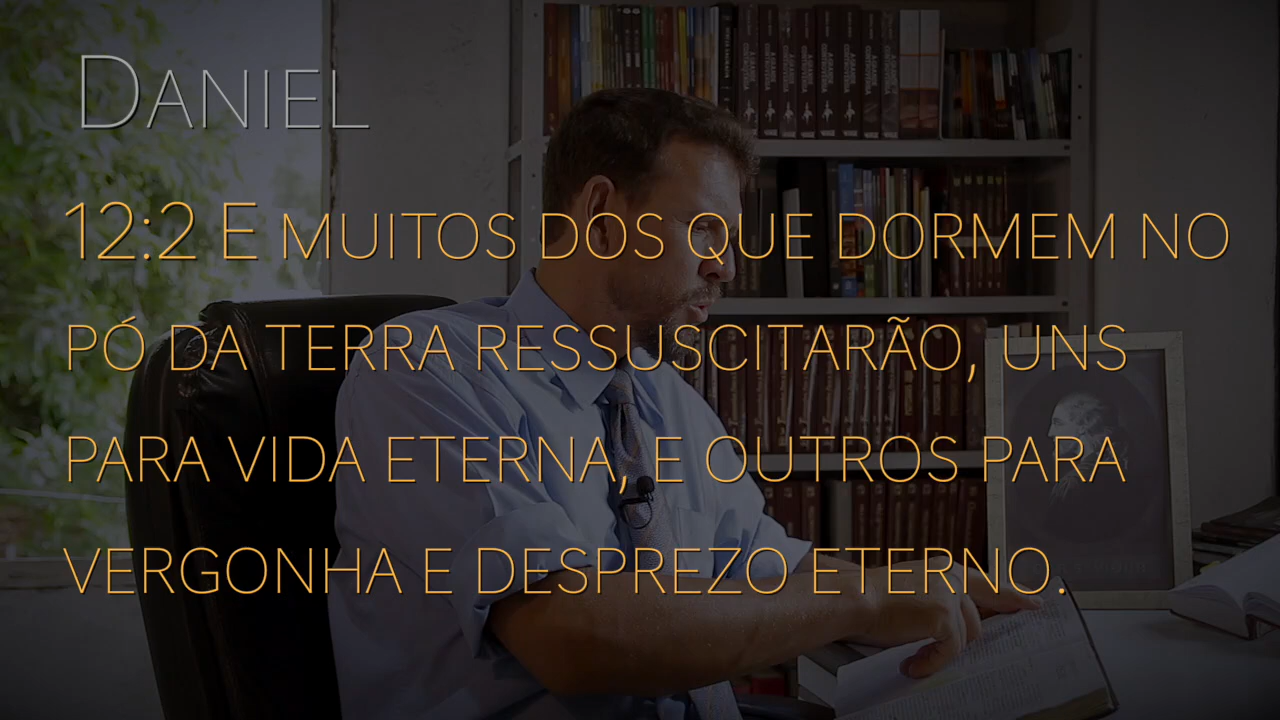 Daniel
12:2 E muitos dos que dormem no
pó da terra ressuscitarão, uns
para vida eterna, e outros para
vergonha e desprezo eterno.